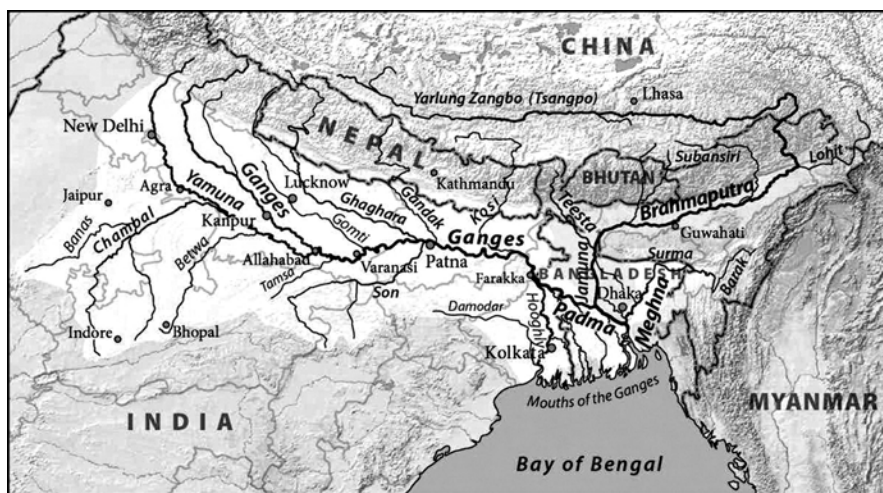 CHINA
Yarlung Zangbo (Tsangpo)
Lhasa
New Delhi
NEPAL
Subansiri
Lohit
BHUTAN
Kathmandu
Agra
Yamuna
Ganges
Lucknow
Ghaghara
Gandak
Kosi
Teesta
Brahmaputra
Jaipur
Banas
Chambal
Kanpur
Gomti
Guwahati
Betwa
Allahabad
Varanasi
Patna
Ganges
Jamuna
Surma
Barak
Tamsa
Son
Farakka
BANGLADESH
Dhaka
Meghna
Damodar
Hooghly
Padma
Indore
Bhopal
Kolkata
Mouths of the Ganges
INDIA
MYANMAR
Bay of Bengal